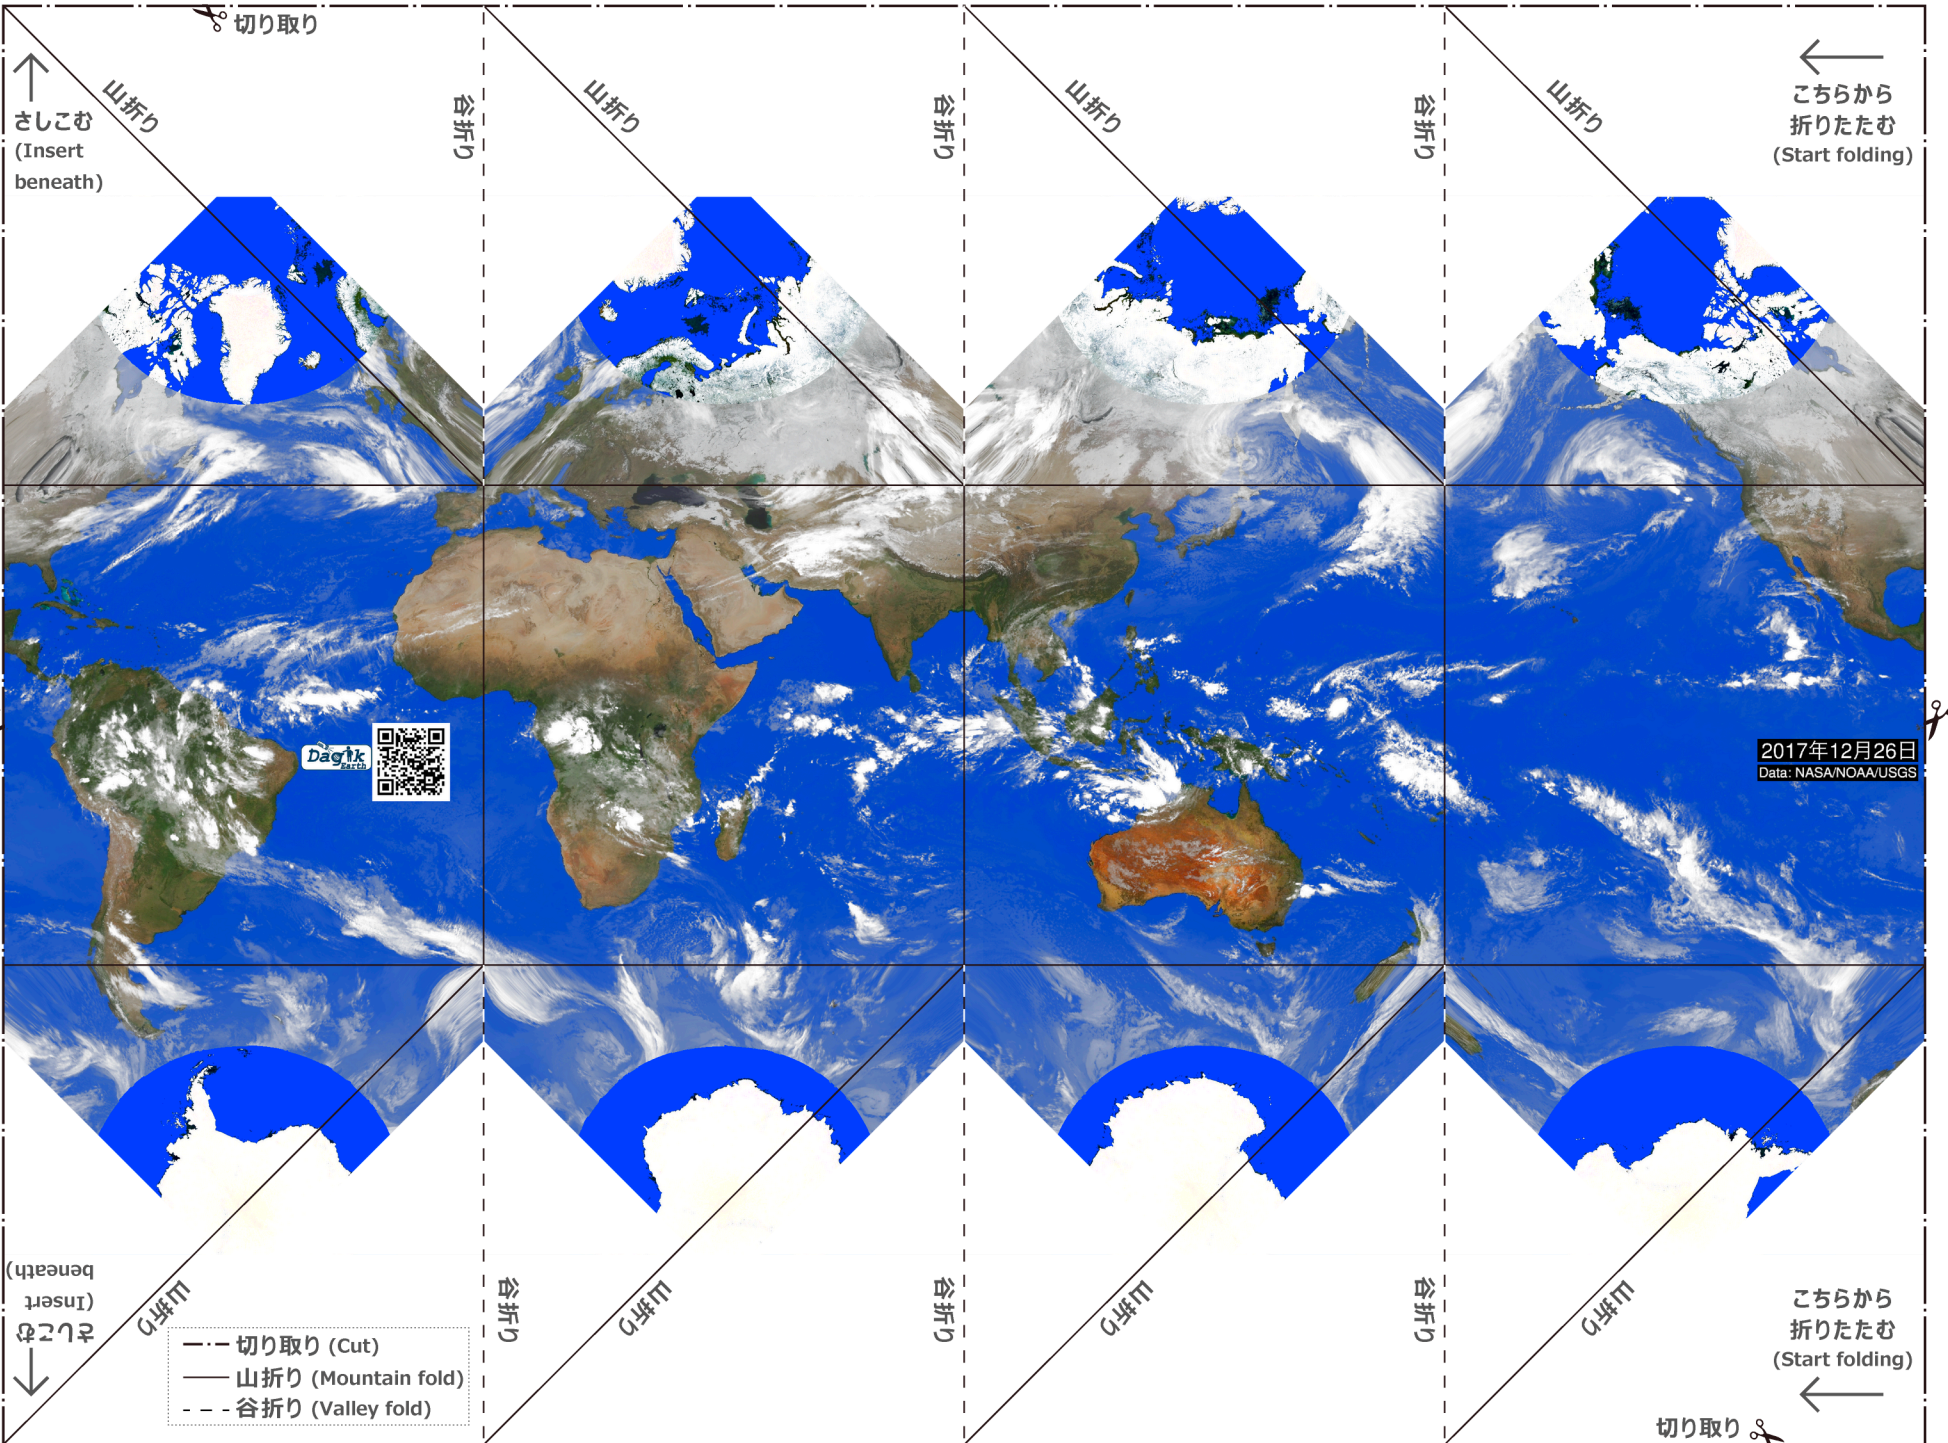 切り取り
さしこむ
(Insert
beneath)
山折り
谷折り
山折り
谷折り
山折り
谷折り
山折り
こちらから
折りたたむ
(Start folding)
Dagik
Earth
2017年12月26日
Data: NASA/NOAA/USGS
さしこむ
(Insert
beneath)
山折り
谷折り
山折り
谷折り
山折り
谷折り
山折り
こちらから
折りたたむ
(Start folding)
切り取り (Cut)
山折り (Mountain fold)
谷折り (Valley fold)
切り取り